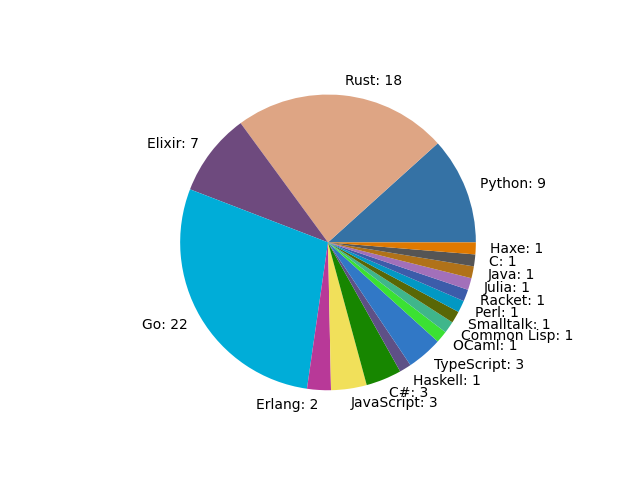 Rust: 18
Elixir: 7
Python: 9
Haxe: 1
C: 1
Java: 1
Julia: 1
Racket: 1
Perl: 1
Smalltalk: 1
Go: 22
Common Lisp: 1
OCaml: 1
TypeScript: 3
Haskell: 1
C#: 3
JavaScript: 3
Erlang: 2